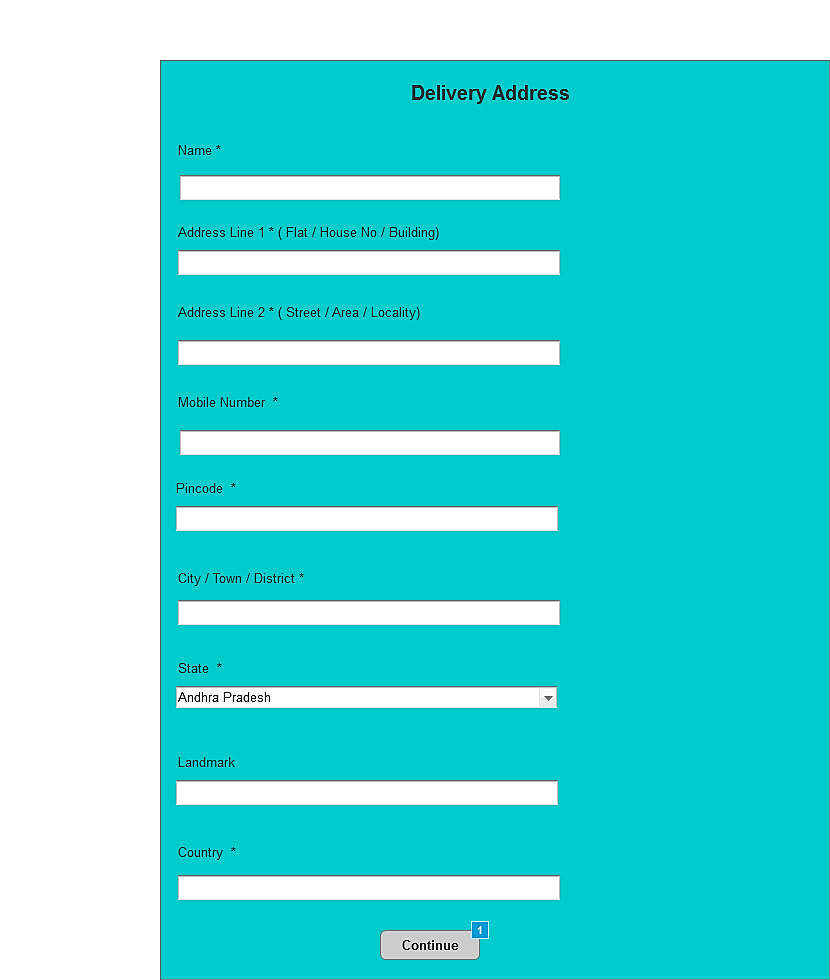 Delivery Address
Name *
Address Line 1 * ( Flat / House No / Building)
Address Line 2 * ( Street / Area / Locality)
Mobile Number  *
Pincode  *
City / Town / District *
State  *
Andhra Pradesh
Landmark
Country  *
1
Continue